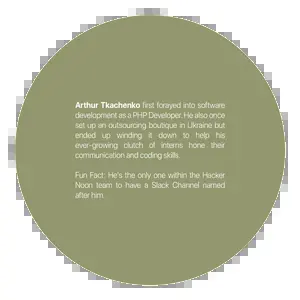 Arthur Tkachenko first forayed into software
development as a PHP Developer. He also once
set up an outsourcing boutique in Ukraine but
ended up winding it down to help his
ever-growing clutch of interns hone their
communication and coding skills.
Fun Fact: He's the only one within the Hacker
Noon team to have a Slack Channel named
after him.